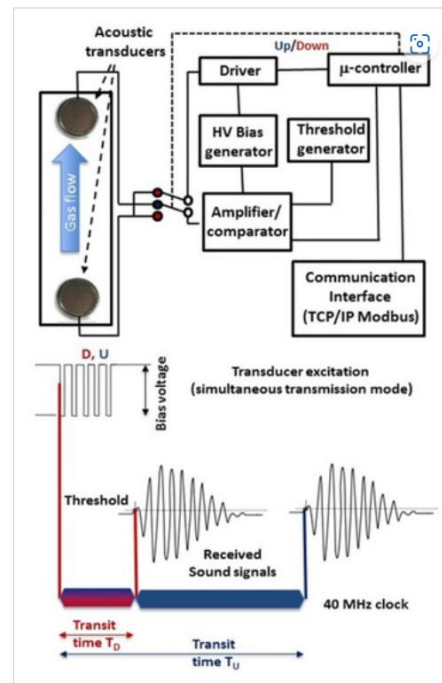 Acoustic
transducers
Up/Down
Driver
μ-controller
HV Bias
generator
Threshold
generator
Gas flow
Amplifier/
comparator
Communication
Interface
(TCP/IP Modbus)
D, U
Bias voltage
Transducer excitation
(simultaneous transmission mode)
Threshold
Received
Sound signals
40 MHz clock
Transit
time TD
Transit
time TU